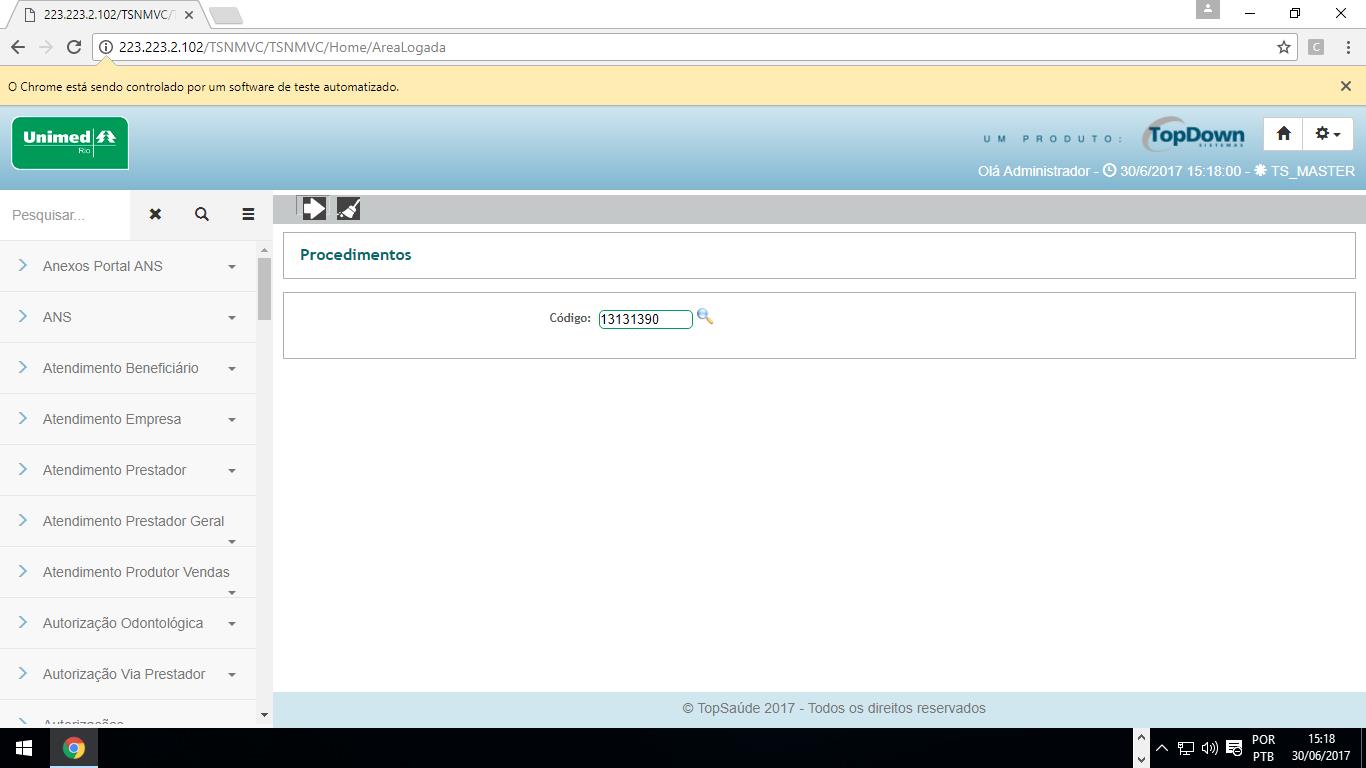 223.223.2.102/TSNMVC/T
223.223.2.102/TSNMVC/TSNMVC/Home/AreaLogada
C
O Chrome está sendo controlado por um software de teste automatizado.
Unimed
Rio
UM PRODUTO:
TopDown
SISTEMAS
Olá Administrador - 30/6/2017 15:18:00 - TS_MASTER
Pesquisar...
Procedimentos
Código: 13131390
Anexos Portal ANS
ANS
Atendimento Beneficiário
Atendimento Empresa
Atendimento Prestador
Atendimento Prestador Geral
Atendimento Produtor Vendas
Autorização Odontológica
Autorização Via Prestador
Autorizações
© TopSaúde 2017 - Todos os direitos reservados
POR
PTB
15:18
30/06/2017